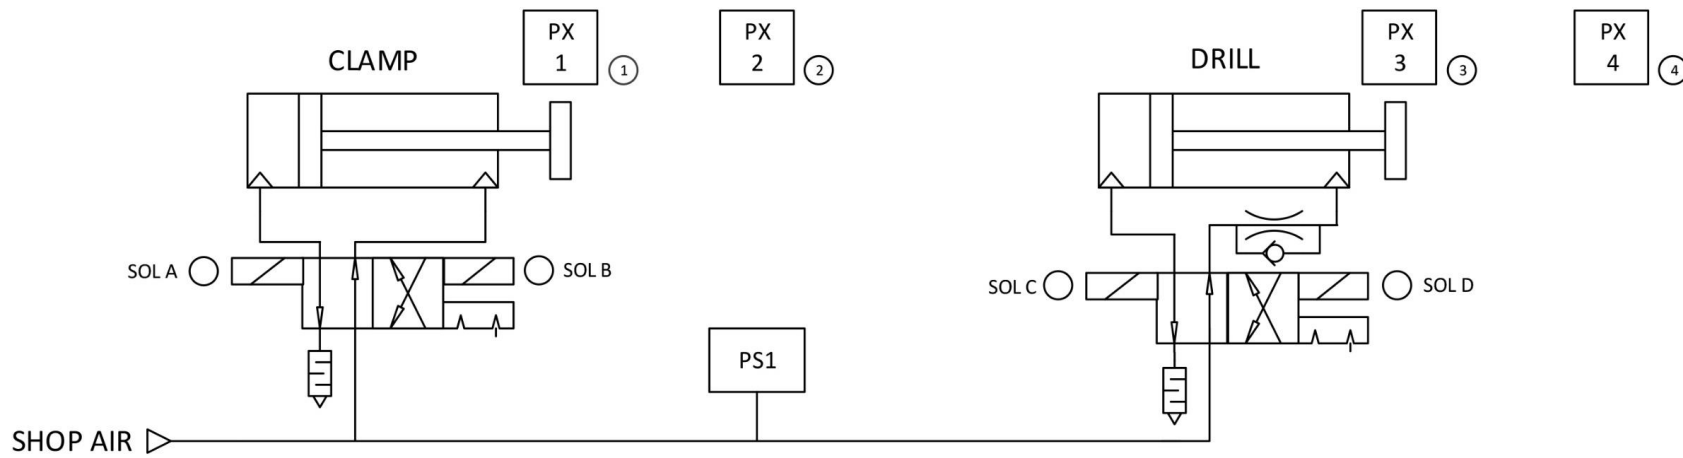 CLAMP
PX
1
1
PX
2
2
DRILL
PX
3
3
PX
4
4
SOL A
SOL B
SOL C
SOL D
PS1
SHOP AIR